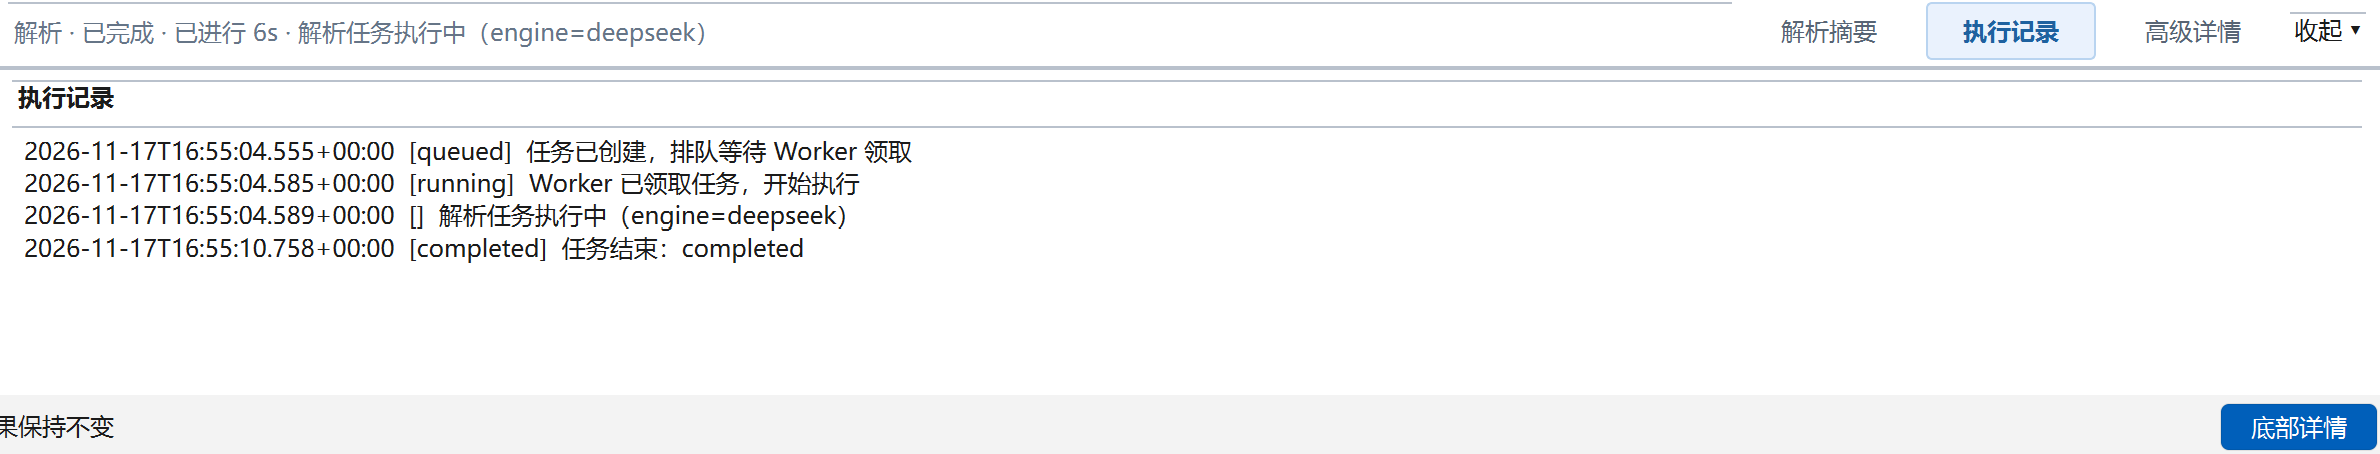 解析 · 已完成 · 已进行 6s · 解析任务执行中（engine=deepseek）
解析摘要
执行记录
高级详情
收起 ▼
执行记录
2026-11-17T16:55:04.555+00:00 [queued] 任务已创建，排队等待 Worker 领取
2026-11-17T16:55:04.585+00:00 [running] Worker 已领取任务，开始执行
2026-11-17T16:55:04.589+00:00 [] 解析任务执行中（engine=deepseek）
2026-11-17T16:55:10.758+00:00 [completed] 任务结束：completed
果保持不变
底部详情